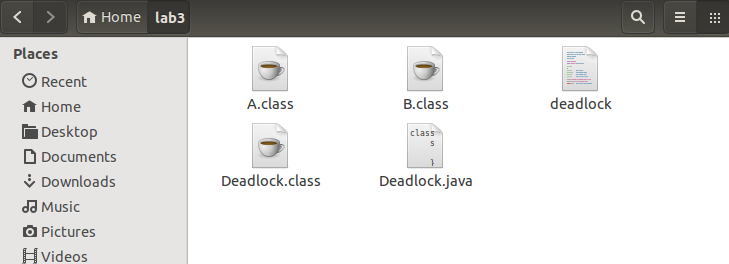 Home lab3
Places
Recent
Home
Desktop
Documents
Downloads
Music
Pictures
Videos
A.class B.class deadlock
class
s
}
Deadlock.class Deadlock.java